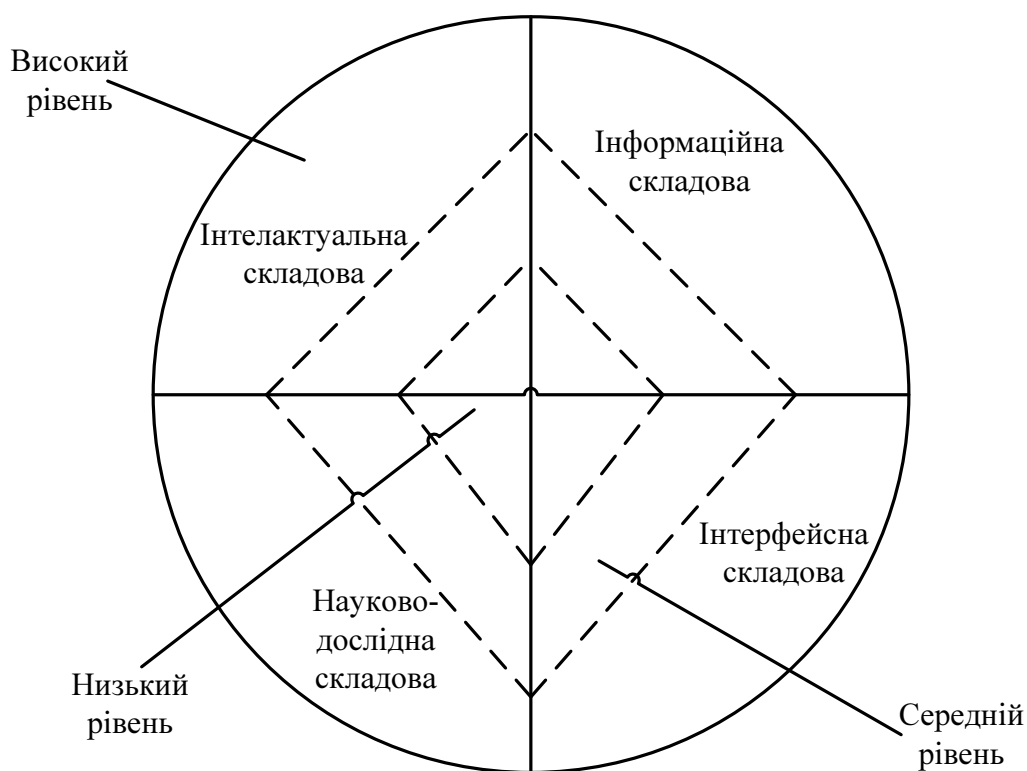 Високий
рівень
Інформаційна
складова
Інтелактуальна
складова
Інтерфейсна
складова
Науково-
дослідна
складова
Низький
рівень
Середній
рівень